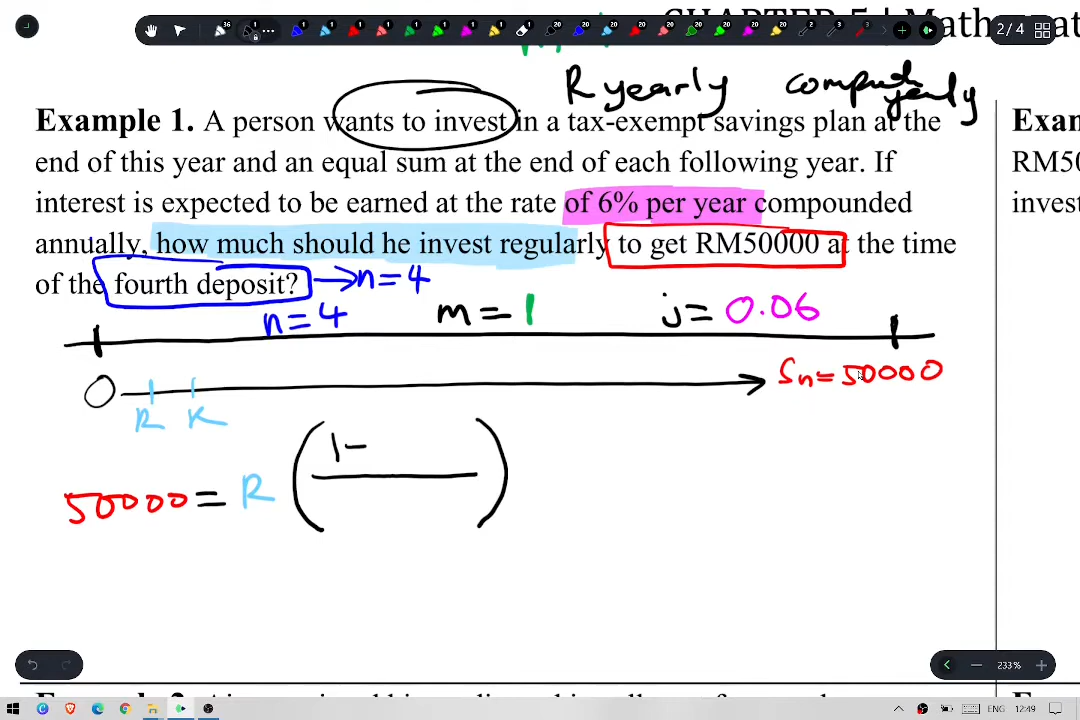 CHAPTER 5 | Mathemat
2/4
R yearly compound yearly
Example 1. A person wants to invest in a tax-exempt savings plan at the
end of this year and an equal sum at the end of each following year. If
interest is expected to be earned at the rate of 6% per year compounded
annually, how much should he invest regularly to get RM50000 at the time
of the fourth deposit? → n = 4
n = 4 m = 1 j = 0.06
0 Sn = 50000
R R
50000 = R ( 1-
Exam
RM50
invest
233%
ENG 12:49